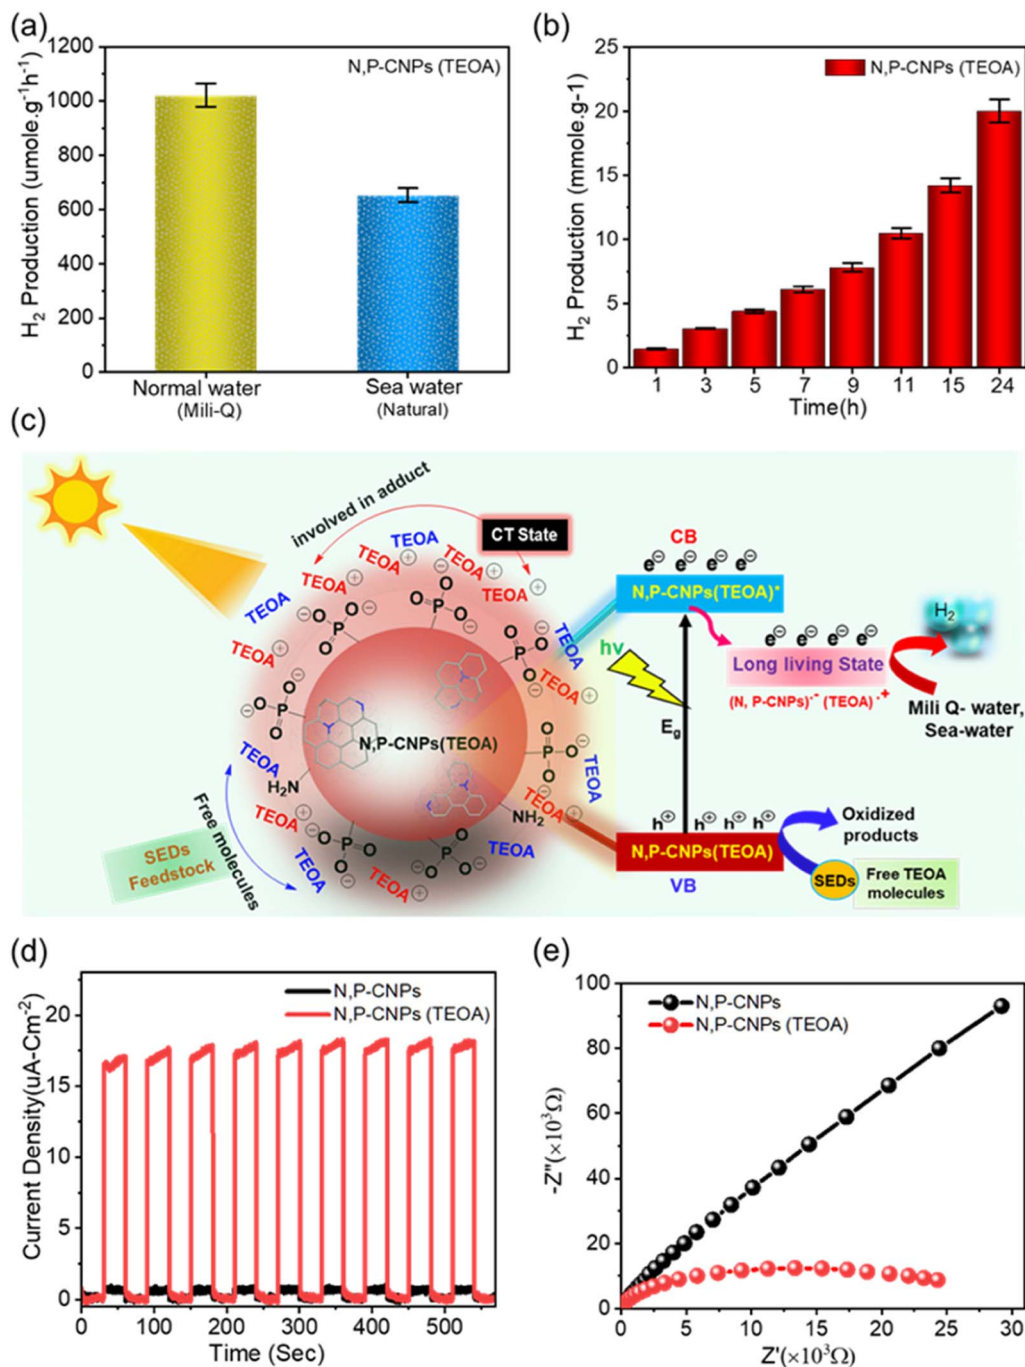 (a)
1200
1000
800
600
400
200
0
H₂ Production (umole.g⁻¹h⁻¹)
N,P-CNPs (TEOA)
Normal water
(Mili-Q)
Sea water
(Natural)
(b)
25
20
15
10
5
0
H₂ Production (mmole.g-1)
N,P-CNPs (TEOA)
1 3 5 7 9 11 15 24
Time(h)
(c)
involved in adduct
CT State
TEOA
TEOA⊕
TEOA⊕
TEOA⊕
TEOA⊕
TEOA
TEOA⊕
TEOA
TEOA⊕
TEOA
TEOA⊕
TEOA
TEOA⊕
TEOA
TEOA⊕
TEOA
TEOA⊕
TEOA
H₂N
NH₂
N,P-CNPs(TEOA)
Free molecules
SEDs
Feedstock
CB
e⊖ e⊖ e⊖ e⊖
N,P-CNPs(TEOA)*
hν
E_g
e⊖ e⊖ e⊖ e⊖
Long living State
(N, P-CNPs)·⁻ (TEOA)·⁺
H₂
Mili Q- water,
Sea-water
h⊕ h⊕ h⊕ h⊕
N,P-CNPs(TEOA)
VB
Oxidized
products
SEDs
Free TEOA
molecules
(d)
N,P-CNPs
N,P-CNPs (TEOA)
20
15
10
5
0
Current Density(uA-Cm⁻²)
0 100 200 300 400 500
Time (Sec)
(e)
N,P-CNPs
N,P-CNPs (TEOA)
100
80
60
40
20
0
-Z"(×10³Ω)
0 5 10 15 20 25 30
Z'(×10³Ω)